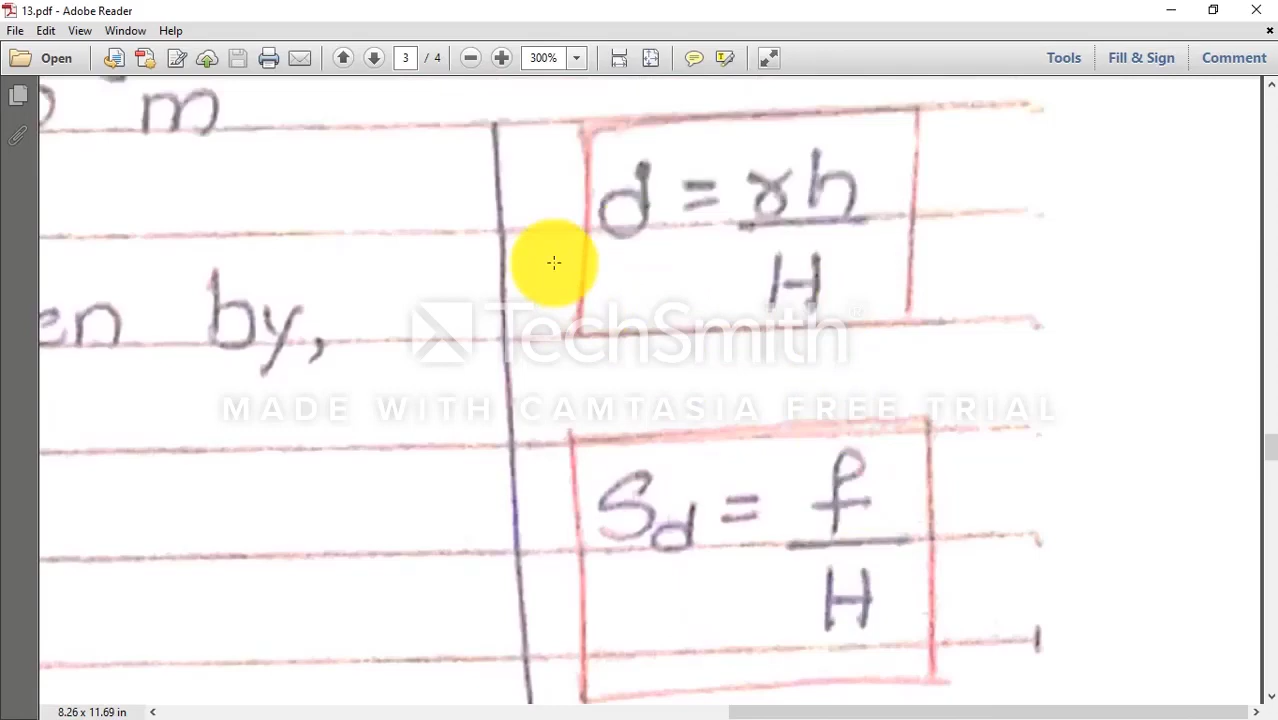 13.pdf - Adobe Reader
File Edit View Window Help
Open 3 / 4 300% Tools Fill & Sign Comment
m
d = rh
H
en by,
TechSmith®
MADE WITH CAMTASIA FREE TRIAL
Sd = f
H
8.26 x 11.69 in